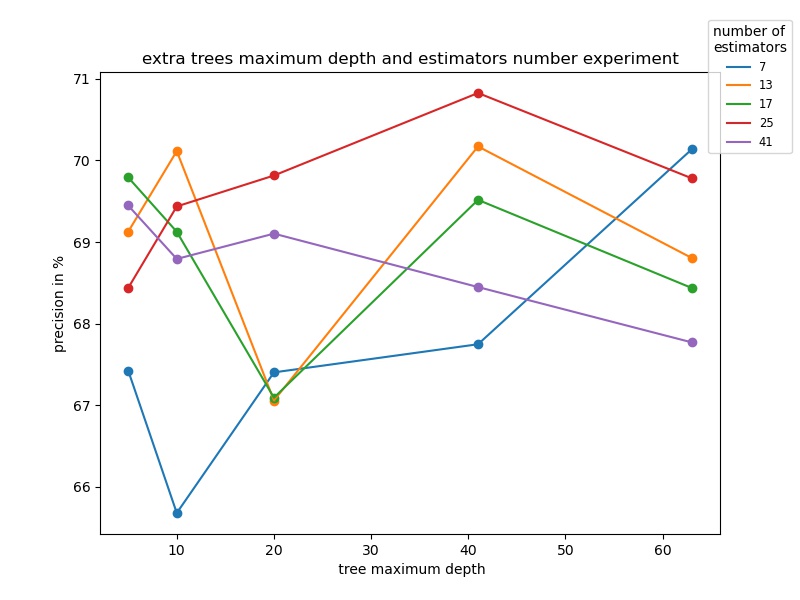 number of
estimators
7
13
17
25
41
extra trees maximum depth and estimators number experiment
71
70
69
68
67
66
precision in %
10 20 30 40 50 60
tree maximum depth